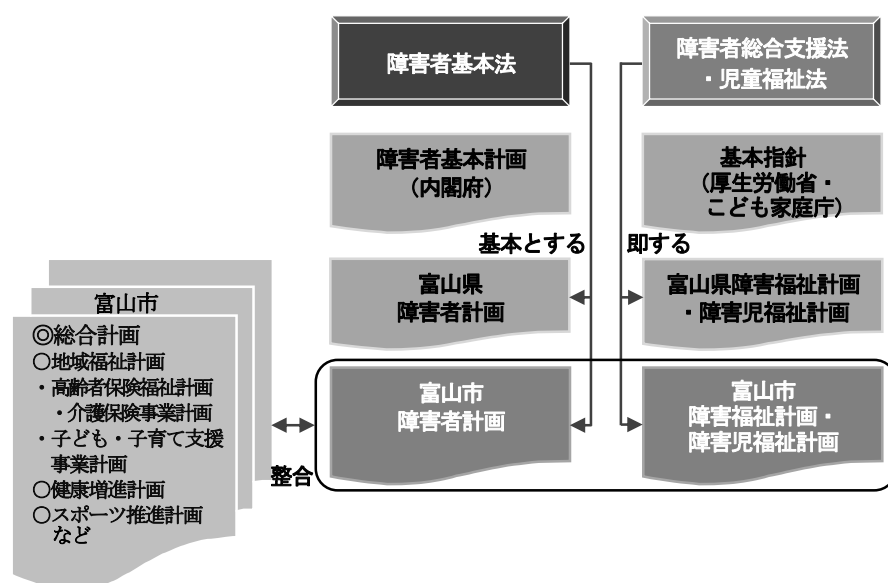 障害者基本法
障害者総合支援法
・児童福祉法
障害者基本計画
（内閣府）
基本指針
（厚生労働省・
こども家庭庁）
基本とする
即する
富山県
障害者計画
富山県障害福祉計画
・障害児福祉計画
富山市
◎総合計画
○地域福祉計画
・高齢者保険福祉計画
・介護保険事業計画
・子ども・子育て支援
事業計画
○健康増進計画
○スポーツ推進計画
など
整合
富山市
障害者計画
富山市
障害福祉計画・
障害児福祉計画